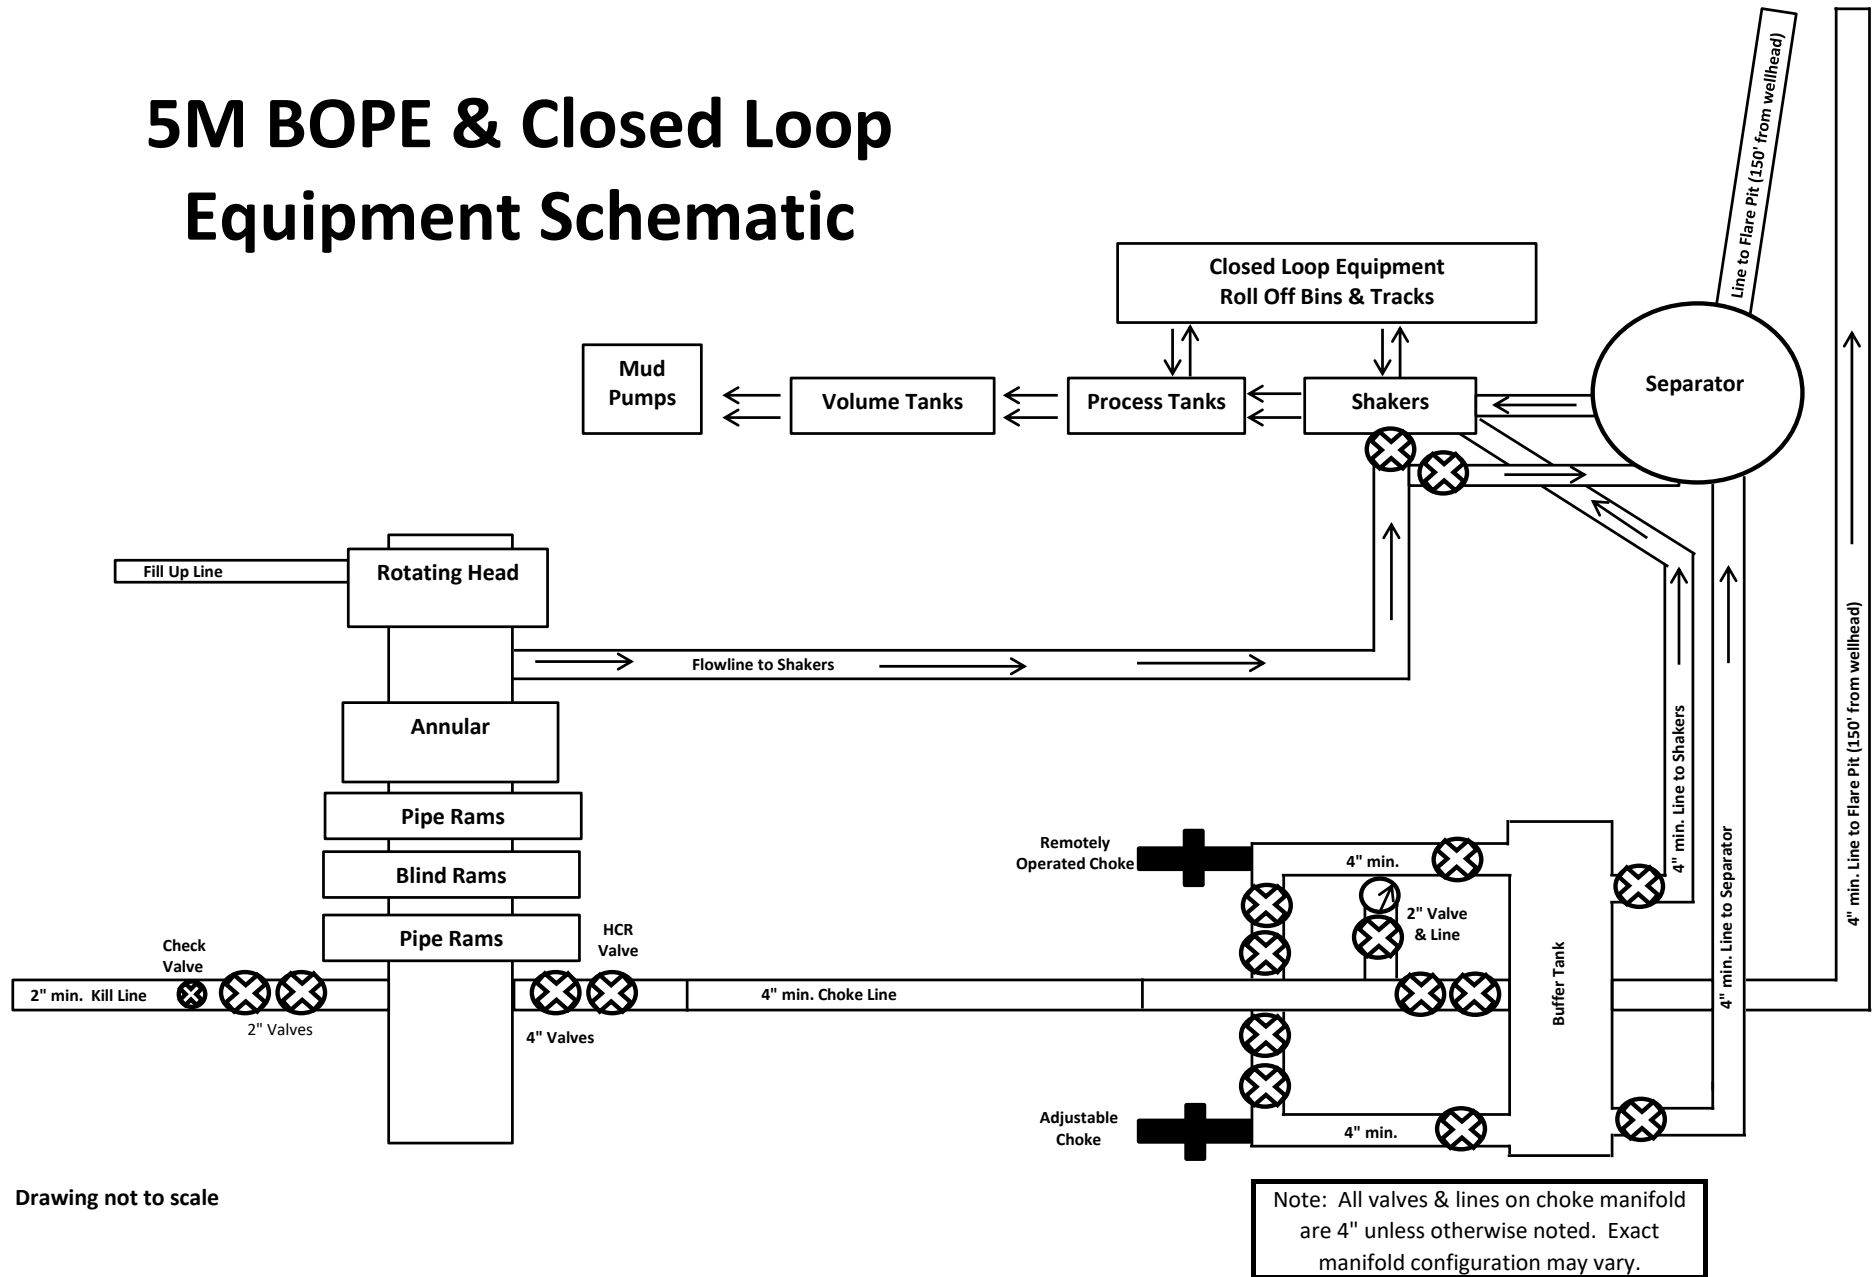 5M BOPE & Closed Loop
Equipment Schematic
Line to Flare Pit (150' from wellhead)
Closed Loop Equipment
Roll Off Bins & Tracks
Mud
Pumps
Volume Tanks
Process Tanks
Shakers
Separator
Fill Up Line
Rotating Head
Flowline to Shakers
Annular
Pipe Rams
Blind Rams
Pipe Rams
Check
Valve
HCR
Valve
2" min. Kill Line
2" Valves
4" Valves
4" min. Choke Line
Remotely
Operated Choke
4" min.
2" Valve
& Line
Adjustable
Choke
4" min.
Buffer Tank
4" min. Line to Shakers
4" min. Line to Separator
4" min. Line to Flare Pit (150' from wellhead)
Drawing not to scale
Note: All valves & lines on choke manifold
are 4" unless otherwise noted. Exact
manifold configuration may vary.